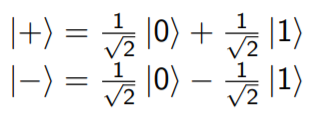 |+⟩ = 1/√2 |0⟩ + 1/√2 |1⟩
|−⟩ = 1/√2 |0⟩ − 1/√2 |1⟩